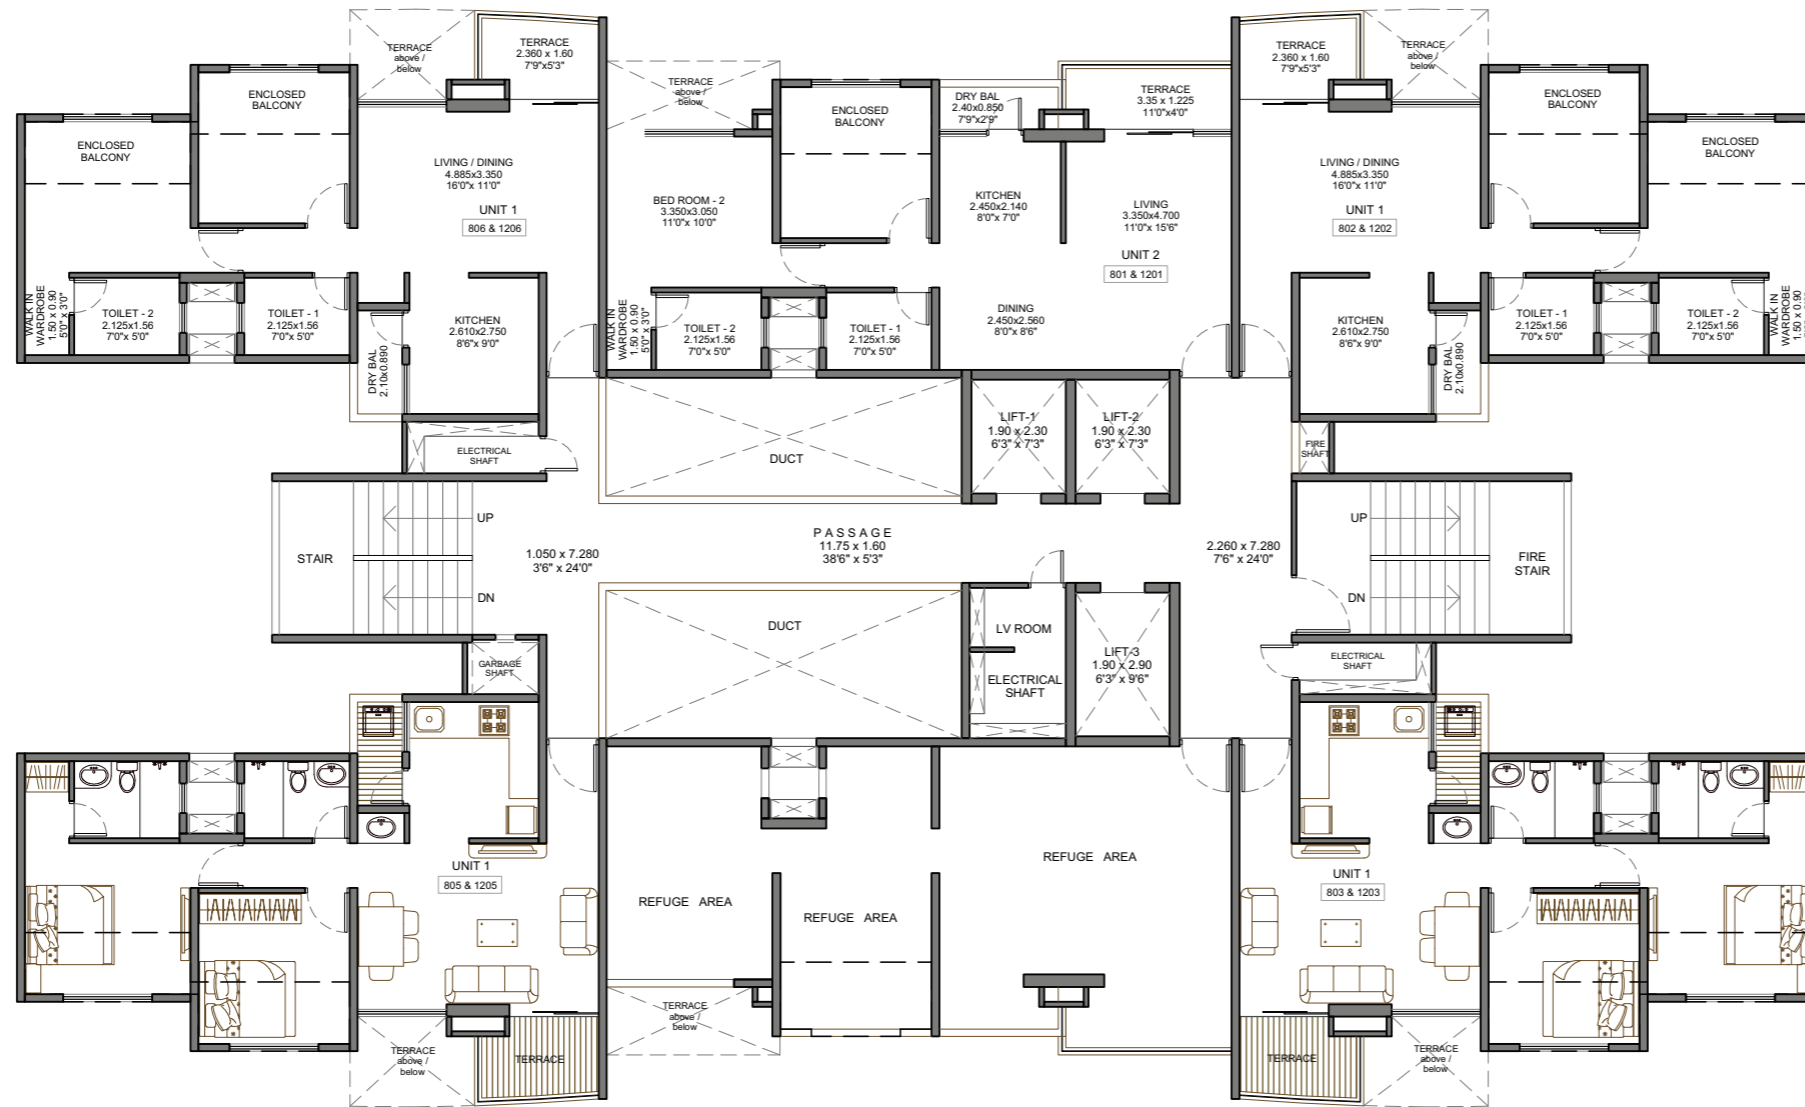 TERRACE
above /
below
TERRACE
2.360 x 1.60
7'9"x5'3"
ENCLOSED
BALCONY
ENCLOSED
BALCONY
LIVING / DINING
4.885x3.350
16'0"x 11'0"
UNIT 1
806 & 1206
WALK IN
WARDROBE
1.50 x 0.90
5'0" x 3'0"
TOILET - 2
2.125x1.56
7'0"x 5'0"
TOILET - 1
2.125x1.56
7'0"x 5'0"
DRY BAL
2.10x0.890
KITCHEN
2.610x2.750
8'6"x 9'0"
ELECTRICAL
SHAFT
TERRACE
above /
below
ENCLOSED
BALCONY
DRY BAL
2.40x0.850
7'9"x2'9"
TERRACE
3.35 x 1.225
11'0"x4'0"
BED ROOM - 2
3.350x3.050
11'0"x 10'0"
KITCHEN
2.450x2.140
8'0"x 7'0"
LIVING
3.350x4.700
11'0"x 15'6"
UNIT 2
801 & 1201
WALK IN
WARDROBE
1.50 x 0.90
5'0" x 3'0"
TOILET - 2
2.125x1.56
7'0"x 5'0"
TOILET - 1
2.125x1.56
7'0"x 5'0"
DINING
2.450x2.560
8'0"x 8'6"
TERRACE
2.360 x 1.60
7'9"x5'3"
TERRACE
above /
below
ENCLOSED
BALCONY
ENCLOSED
BALCONY
LIVING / DINING
4.885x3.350
16'0"x 11'0"
UNIT 1
802 & 1202
KITCHEN
2.610x2.750
8'6"x 9'0"
DRY BAL
2.10x0.890
TOILET - 1
2.125x1.56
7'0"x 5'0"
TOILET - 2
2.125x1.56
7'0"x 5'0"
WALK IN
WARDROBE
1.50 x 0.90
FIRE
SHAFT
DUCT
LIFT-1
1.90 x 2.30
6'3" x 7'3"
LIFT-2
1.90 x 2.30
6'3" x 7'3"
STAIR
UP
DN
1.050 x 7.280
3'6" x 24'0"
PASSAGE
11.75 x 1.60
38'6" x 5'3"
2.260 x 7.280
7'6" x 24'0"
UP
DN
FIRE
STAIR
DUCT
LV ROOM
ELECTRICAL
SHAFT
LIFT-3
1.90 x 2.90
6'3" x 9'6"
GARBAGE
SHAFT
ELECTRICAL
SHAFT
UNIT 1
805 & 1205
TERRACE
above /
below
TERRACE
REFUGE AREA
REFUGE AREA
REFUGE AREA
TERRACE
above /
below
UNIT 1
803 & 1203
TERRACE
TERRACE
above /
below